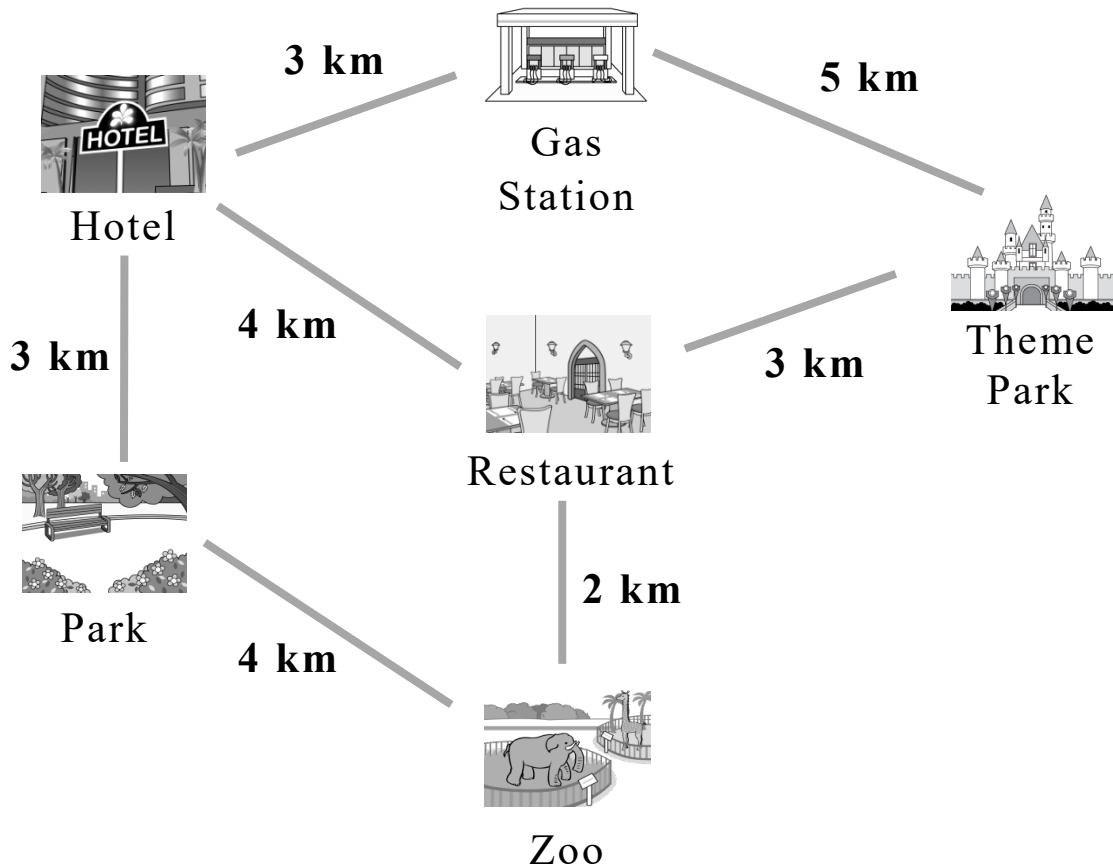 3 km
5 km
HOTEL
Gas
Station
Hotel
4 km
3 km
3 km
Theme
Park
Restaurant
2 km
Park
4 km
Zoo